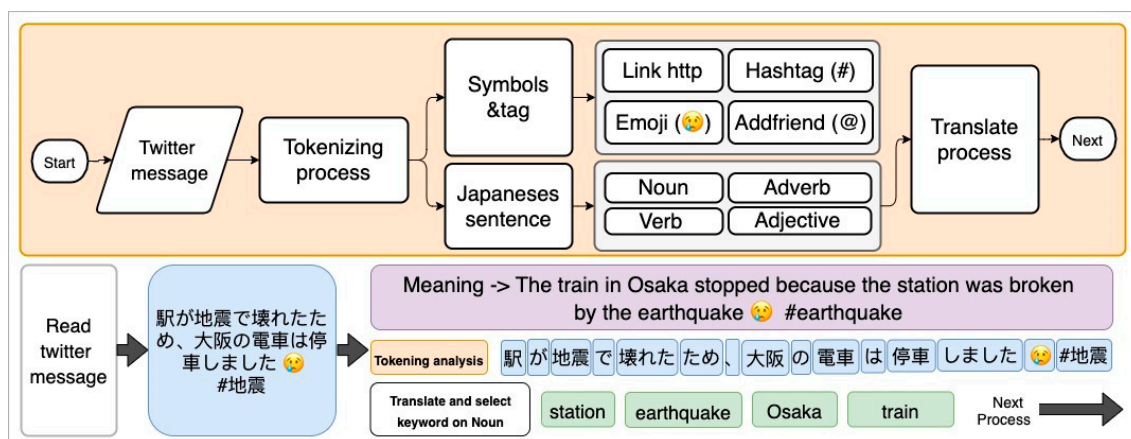 Start
Twitter
message
Tokenizing
process
Symbols
&tag
Link http
Hashtag (#)
Emoji (😢)
Addfriend (@)
Japaneses
sentence
Noun
Adverb
Verb
Adjective
Translate
process
Next
Read
twitter
message
駅が地震で壊れたた
め、大阪の電車は停
車しました 😢
#地震
Meaning -> The train in Osaka stopped because the station was broken
by the earthquake 😢 #earthquake
Tokening analysis
駅 が 地震 で 壊れた ため 、 大阪 の 電車 は 停車 しました 😢 #地震
Translate and select
keyword on Noun
station
earthquake
Osaka
train
Next
Process